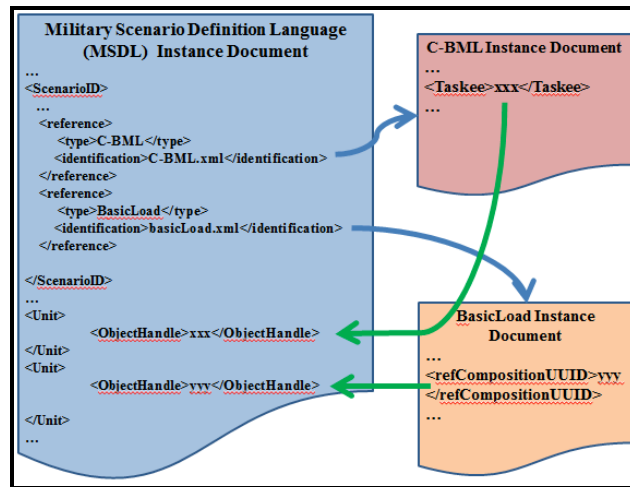 Military Scenario Definition Language
(MSDL)  Instance Document
...
<ScenarioID>
...
<reference>
<type>C-BML</type>
<identification>C-BML.xml</identification>
</reference>
<reference>
<type>BasicLoad</type>
<identification>basicLoad.xml</identification>
</reference>
</ScenarioID>
...
<Unit>
<ObjectHandle>xxx</ObjectHandle>
</Unit>
<Unit>
<ObjectHandle>yyy</ObjectHandle>
</Unit>
...
C-BML Instance Document
...
<Taskee>xxx</Taskee>
...
BasicLoad Instance
Document
...
<refCompositionUUID>yyy
</refCompositionUUID>
...